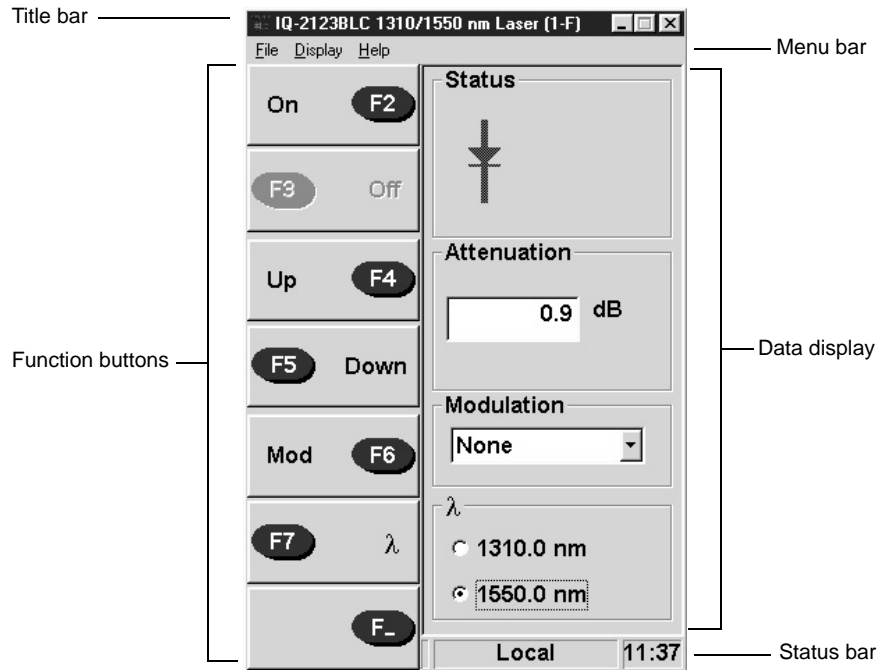 Title bar
IQ-2123BLC 1310/1550 nm Laser (1-F)
File Display Help
Menu bar
Function buttons
On F2
F3 Off
Up F4
F5 Down
Mod F6
F7 λ
F_
Status
Attenuation
0.9 dB
Modulation
None
λ
1310.0 nm
1550.0 nm
Data display
Local 11:37
Status bar